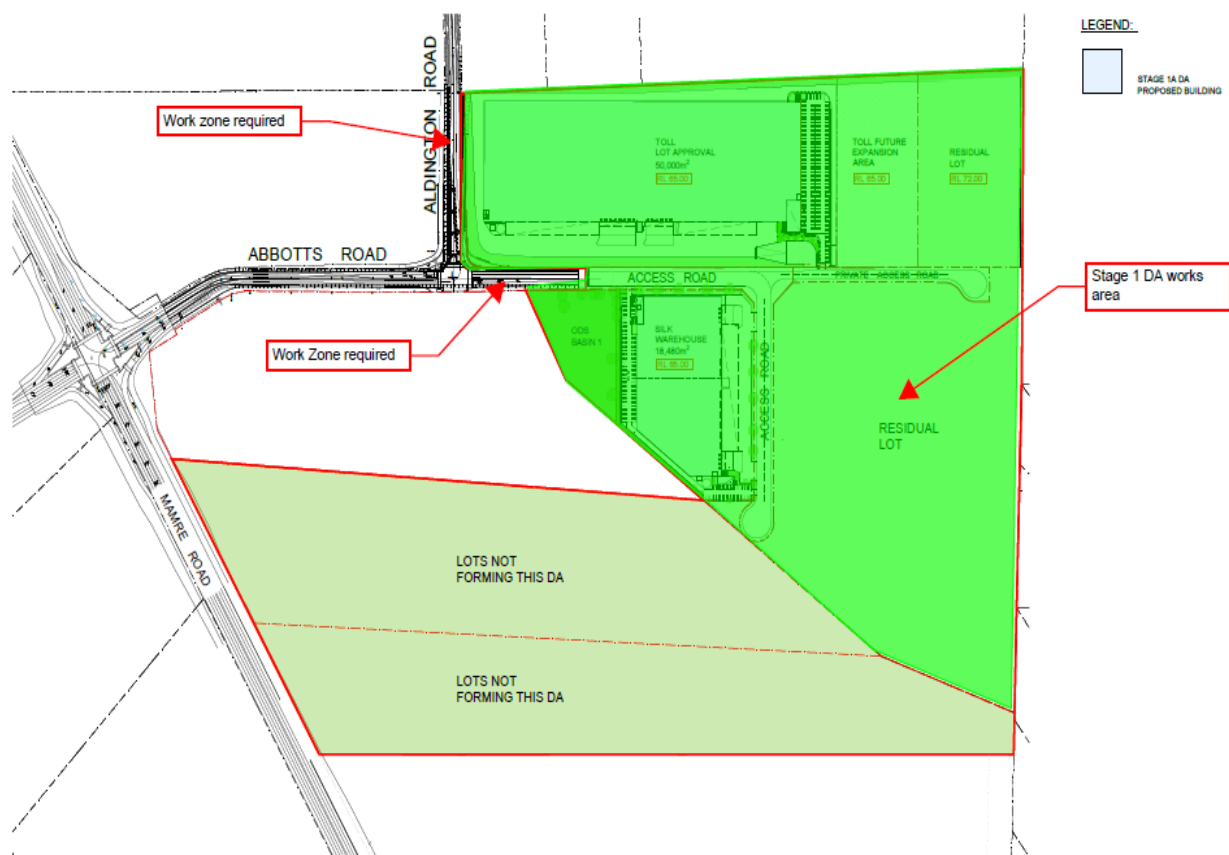 LEGEND:
STAGE 1A DA
PROPOSED BUILDING
ALDINGTON ROAD
Work zone required
TOLL
LOT APPROVAL
50,000m²
RL 65.00
TOLL FUTURE
EXPANSION
AREA
RL 65.00
RESIDUAL
LOT
RL 72.00
ABBOTTS ROAD
ACCESS ROAD
PRIVATE ACCESS ROAD
Stage 1 DA works
area
Work Zone required
ODS
BASIN 1
SILK
WAREHOUSE
18,480m²
RL 65.00
ACCESS ROAD
RESIDUAL
LOT
MAMRE ROAD
LOTS NOT
FORMING THIS DA
LOTS NOT
FORMING THIS DA